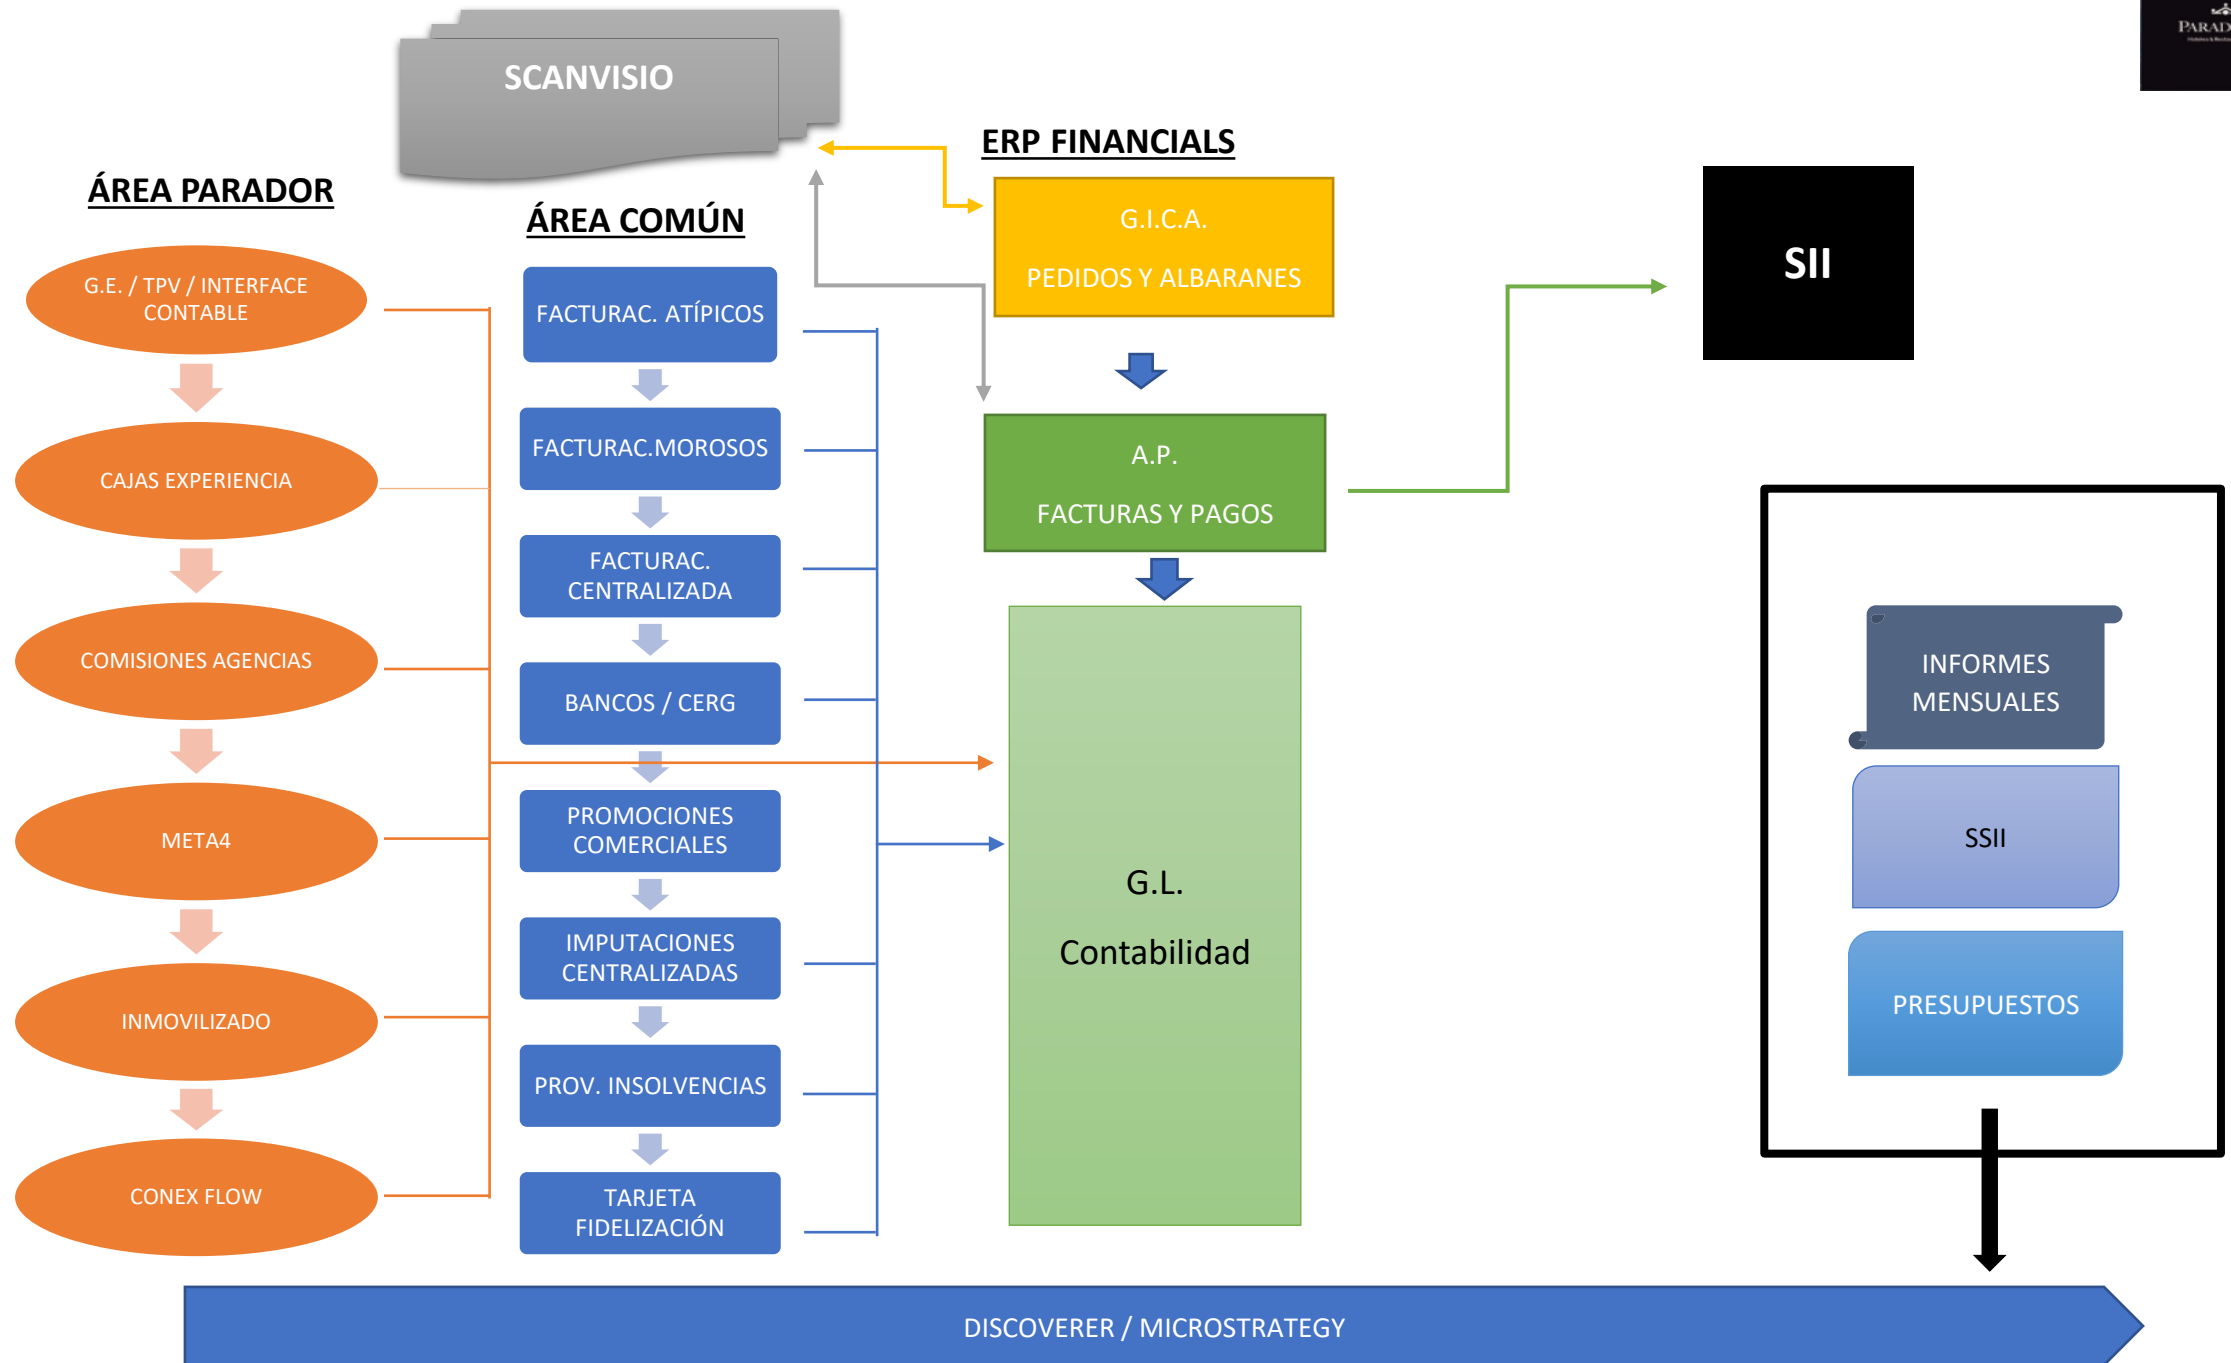 SCANVISIO
ERP FINANCIALS
ÁREA PARADOR
ÁREA COMÚN
G.E. / TPV / INTERFACE
CONTABLE
CAJAS EXPERIENCIA
COMISIONES AGENCIAS
META4
INMOVILIZADO
CONEX FLOW
FACTURAC. ATÍPICOS
FACTURAC.MOROSOS
FACTURAC.
CENTRALIZADA
BANCOS / CERG
PROMOCIONES
COMERCIALES
IMPUTACIONES
CENTRALIZADAS
PROV. INSOLVENCIAS
TARJETA
FIDELIZACIÓN
G.I.C.A.
PEDIDOS Y ALBARANES
A.P.
FACTURAS Y PAGOS
G.L.
Contabilidad
SII
INFORMES
MENSUALES
SSII
PRESUPUESTOS
DISCOVERER / MICROSTRATEGY